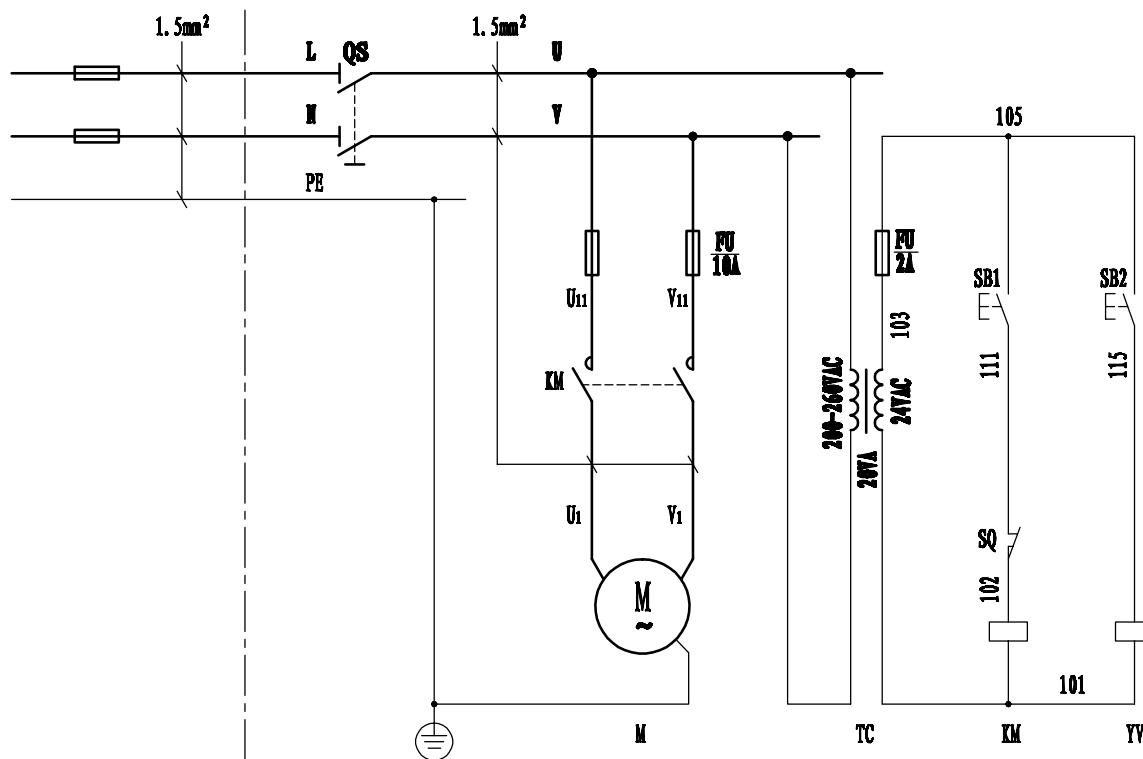 1.5mm²
1.5mm²
L
QS
U
N
V
105
PE
FU
10A
FU
2A
SB1
SB2
U11
V11
103
111
115
KM
200-260VAC
24VAC
20VA
U1
V1
SQ
M
~
102
101
M
TC
KM
YV